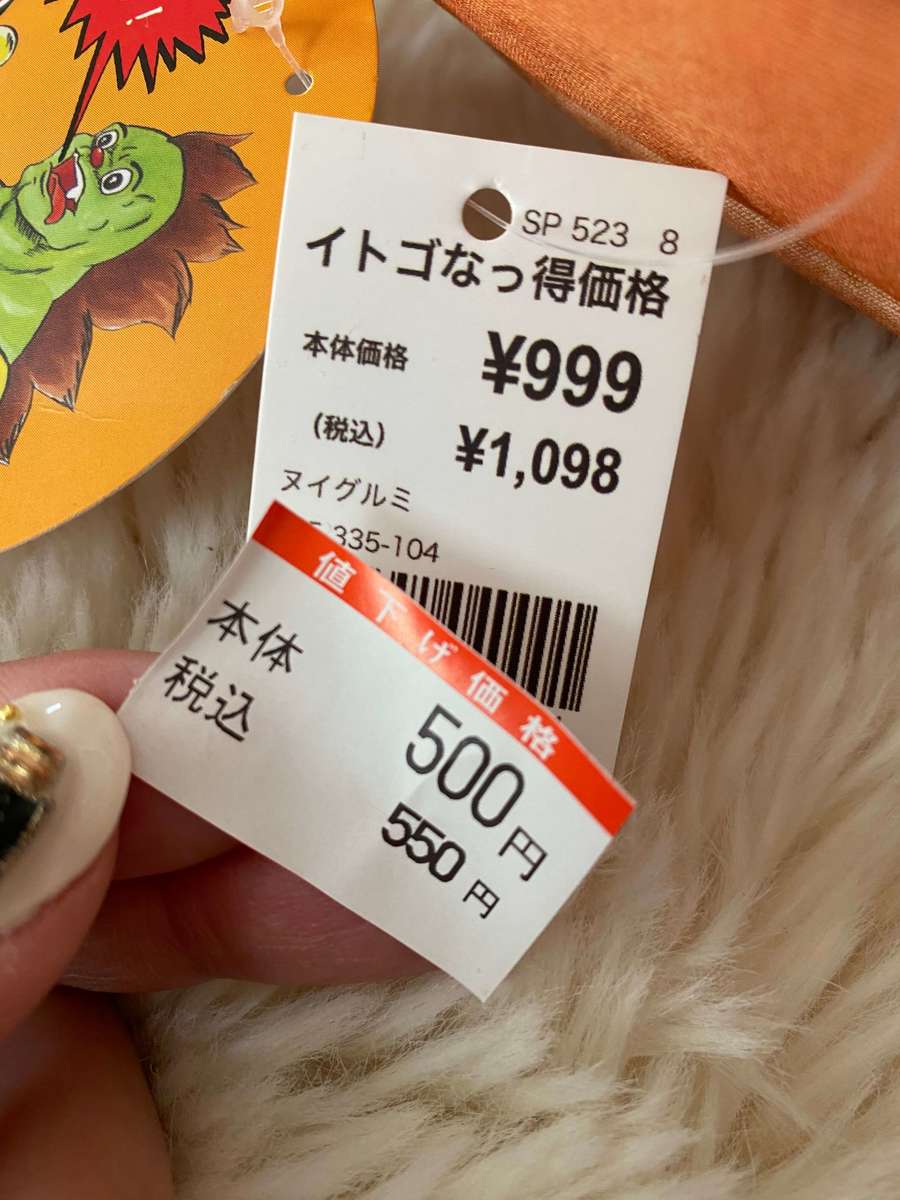 SP 523 8
イトゴなっ得価格
本体価格 ¥999
(税込) ¥1,098
ヌイグルミ
335-104
値下げ価格
本体 500円
税込 550円